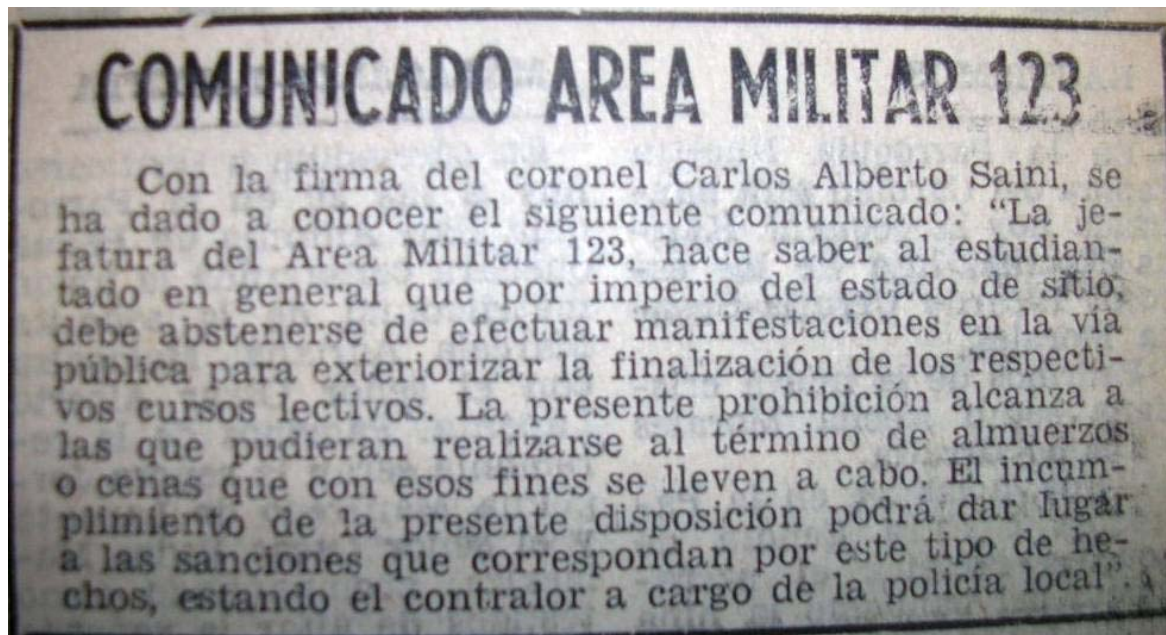 COMUNICADO AREA MILITAR 123
Con la firma del coronel Carlos Alberto Saini, se
ha dado a conocer el siguiente comunicado: “La je-
fatura del Area Militar 123, hace saber al estudian-
tado en general que por imperio del estado de sitio,
debe abstenerse de efectuar manifestaciones en la vía
pública para exteriorizar la finalización de los respecti-
vos cursos lectivos. La presente prohibición alcanza a
las que pudieran realizarse al término de almuerzos
o cenas que con esos fines se lleven a cabo. El incum-
plimiento de la presente disposición podrá dar lugar
a las sanciones que correspondan por este tipo de he-
chos, estando el contralor a cargo de la policía local”.